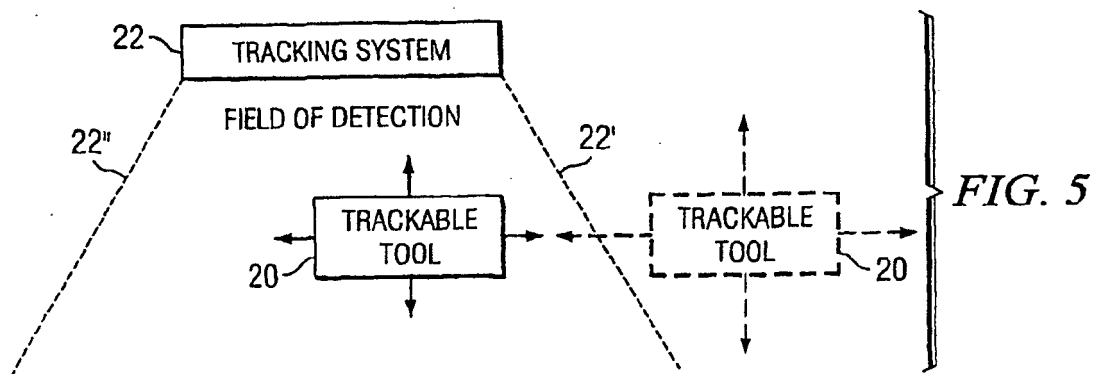 22
TRACKING SYSTEM
FIELD OF DETECTION
22"
22'
TRACKABLE
TOOL
20
TRACKABLE
TOOL
20
FIG. 5